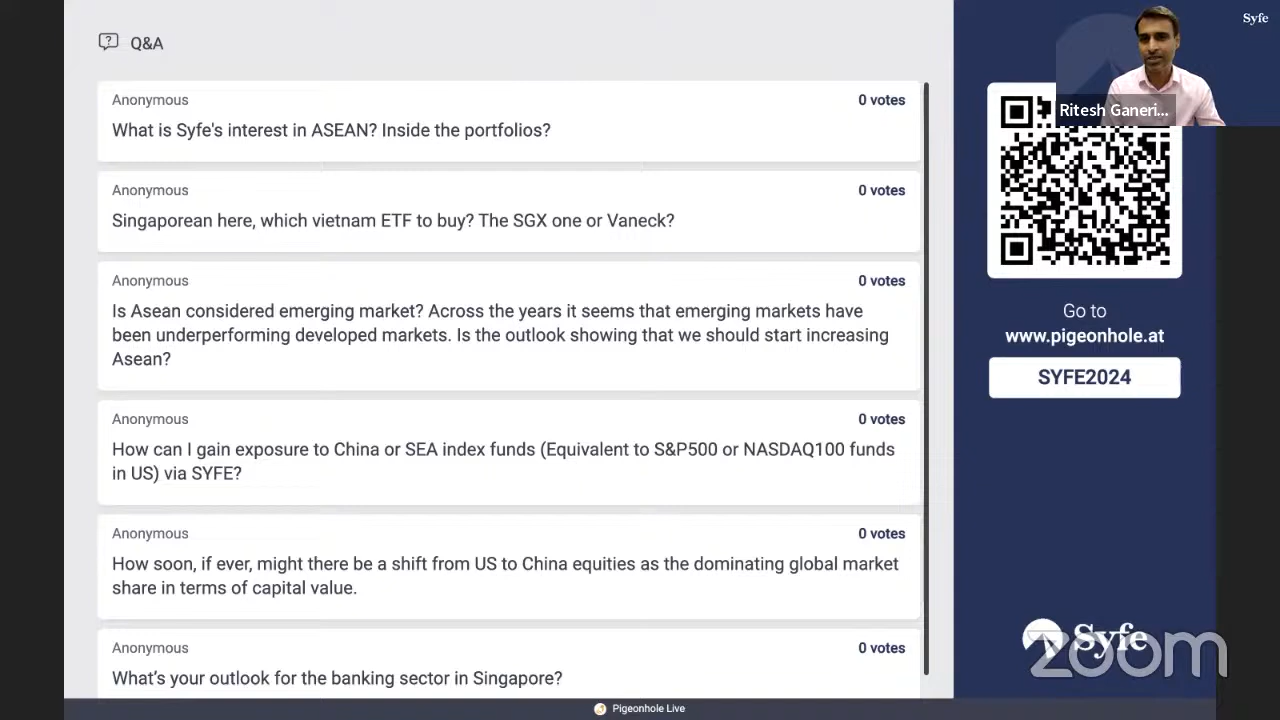 Q&A
Anonymous
0 votes
What is Syfe's interest in ASEAN? Inside the portfolios?
Anonymous
0 votes
Singaporean here, which vietnam ETF to buy? The SGX one or Vaneck?
Anonymous
0 votes
Is Asean considered emerging market? Across the years it seems that emerging markets have
been underperforming developed markets. Is the outlook showing that we should start increasing
Asean?
Anonymous
0 votes
How can I gain exposure to China or SEA index funds (Equivalent to S&P500 or NASDAQ100 funds
in US) via SYFE?
Anonymous
0 votes
How soon, if ever, might there be a shift from US to China equities as the dominating global market
share in terms of capital value.
Anonymous
0 votes
What's your outlook for the banking sector in Singapore?
Pigeonhole Live
Syfe
Ritesh Ganeri...
Go to
www.pigeonhole.at
SYFE2024
Syfe
zoom